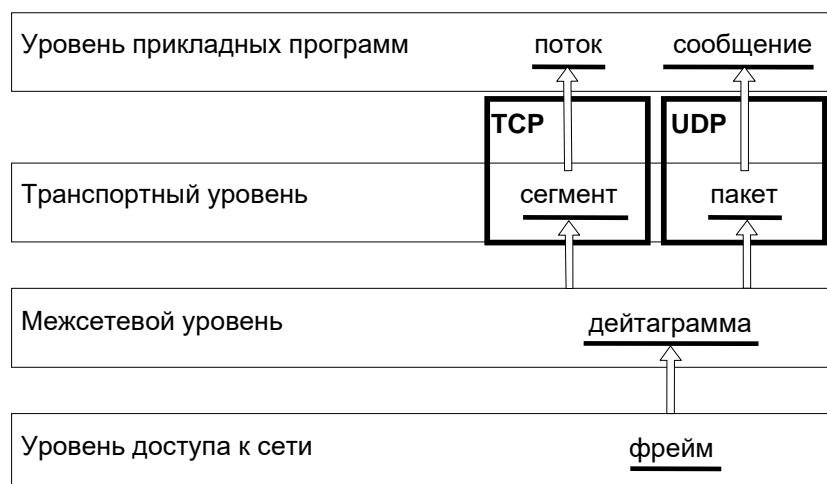 Уровень прикладных программ поток сообщение
TCP UDP
Транспортный уровень сегмент пакет
Межсетевой уровень дейтаграмма
Уровень доступа к сети фрейм